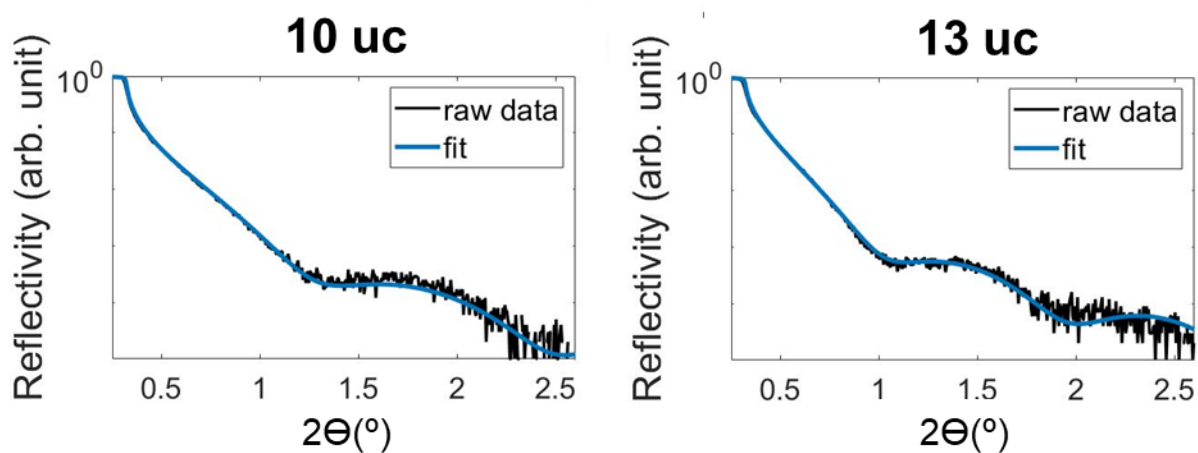 10 uc
10⁰
Reflectivity (arb. unit)
raw data
fit
0.5 1 1.5 2 2.5
2Θ(º)
13 uc
10⁰
Reflectivity (arb. unit)
raw data
fit
0.5 1 1.5 2 2.5
2Θ(º)